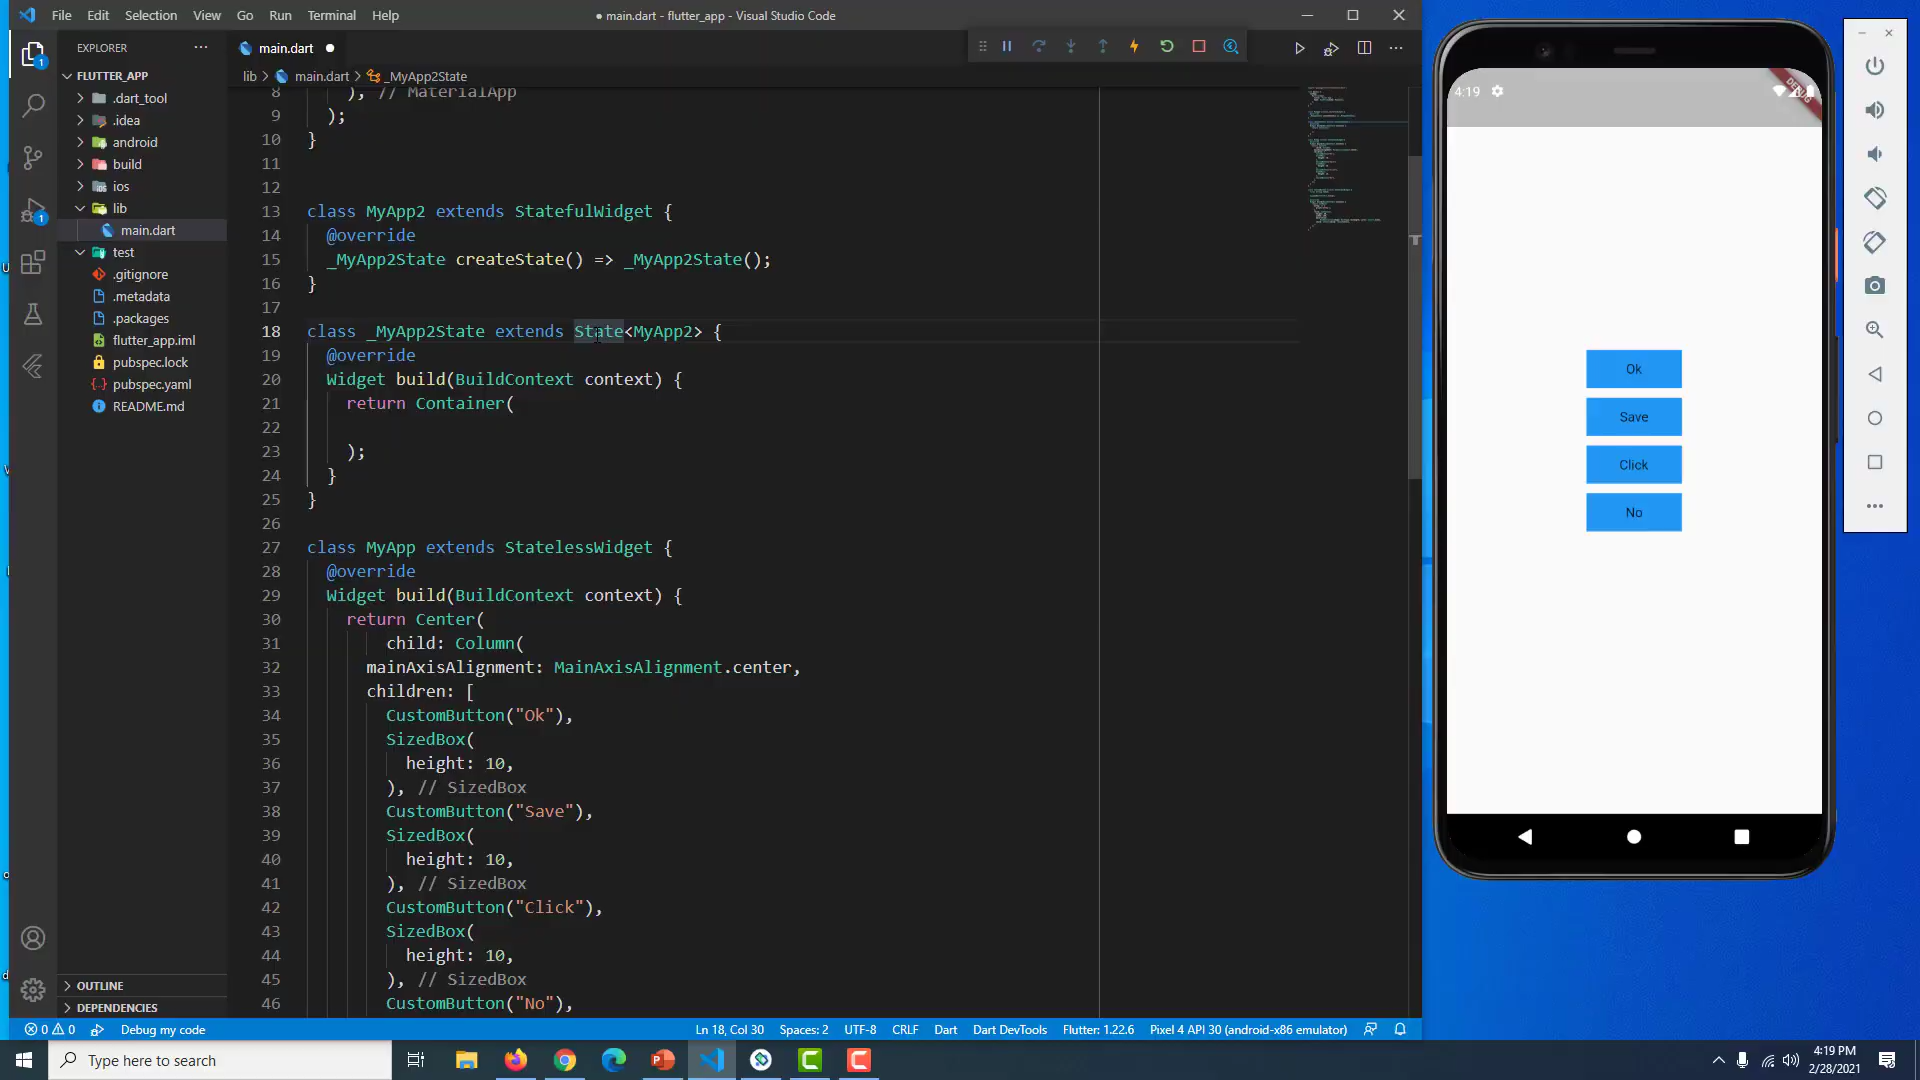 File Edit Selection View Go Run Terminal Help
● main.dart - flutter_app - Visual Studio Code
EXPLORER
main.dart
FLUTTER_APP
lib > main.dart > _MyApp2State
.dart_tool
.idea
android
build
ios
lib
main.dart
test
.gitignore
.metadata
.packages
flutter_app.iml
pubspec.lock
pubspec.yaml
README.md
OUTLINE
DEPENDENCIES
8 ), // MaterialApp
9 );
10 }
11
12
13 class MyApp2 extends StatefulWidget {
14 @override
15 _MyApp2State createState() => _MyApp2State();
16 }
17
18 class _MyApp2State extends State<MyApp2> {
19 @override
20 Widget build(BuildContext context) {
21 return Container(
22
23 );
24 }
25 }
26
27 class MyApp extends StatelessWidget {
28 @override
29 Widget build(BuildContext context) {
30 return Center(
31 child: Column(
32 mainAxisAlignment: MainAxisAlignment.center,
33 children: [
34 CustomButton("Ok"),
35 SizedBox(
36 height: 10,
37 ), // SizedBox
38 CustomButton("Save"),
39 SizedBox(
40 height: 10,
41 ), // SizedBox
42 CustomButton("Click"),
43 SizedBox(
44 height: 10,
45 ), // SizedBox
46 CustomButton("No"),
4:19
DEBUG
Ok
Save
Click
No
0 0 Debug my code
Ln 18, Col 30 Spaces: 2 UTF-8 CRLF Dart Dart DevTools Flutter: 1.22.6 Pixel 4 API 30 (android-x86 emulator)
Type here to search
4:19 PM
2/28/2021